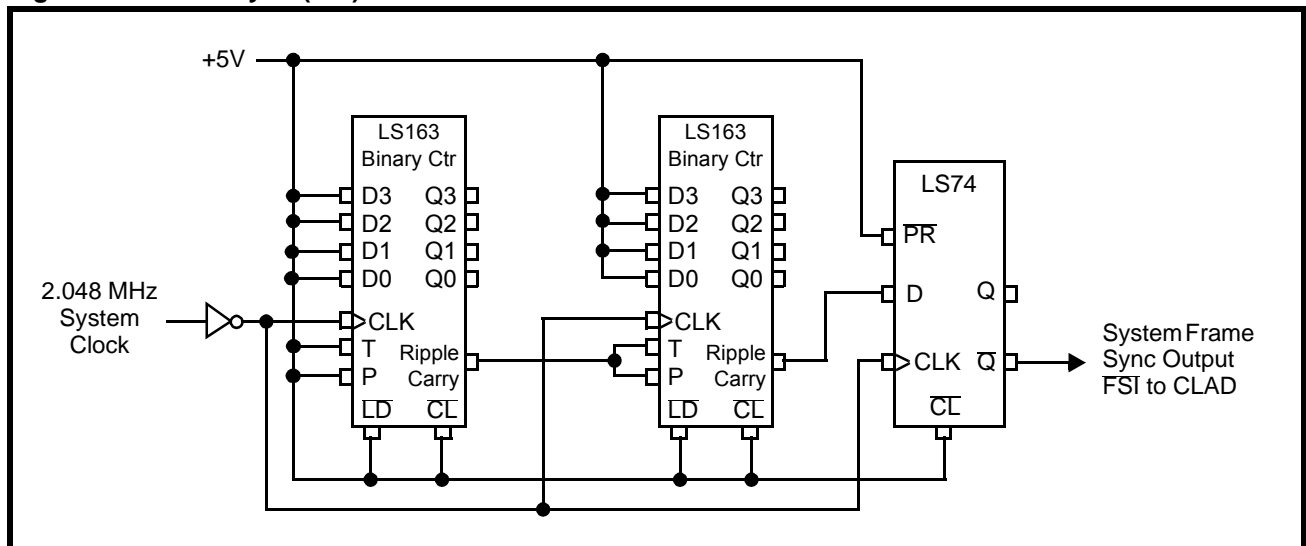 +5V
LS163
Binary Ctr
D3 Q3
D2 Q2
D1 Q1
D0 Q0
CLK
T Ripple
P Carry
LD CL
LS163
Binary Ctr
D3 Q3
D2 Q2
D1 Q1
D0 Q0
CLK
T Ripple
P Carry
LD CL
LS74
PR
D Q
CLK Q
CL
2.048 MHz
System
Clock
System Frame
Sync Output
FSI to CLAD